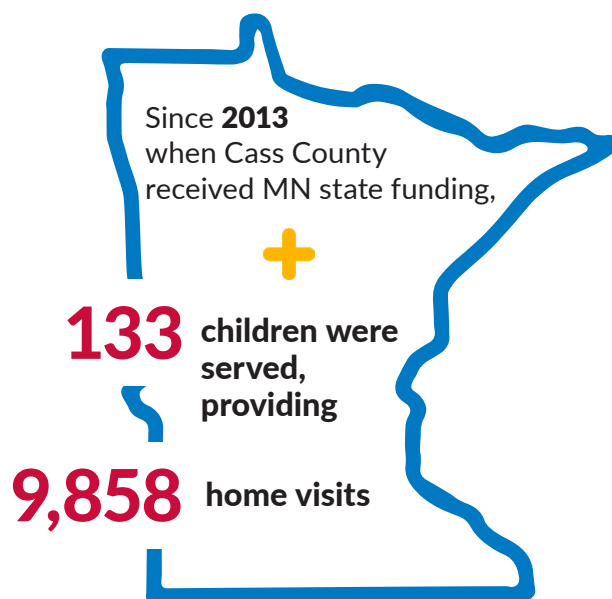 Since 2013
when Cass County
received MN state funding,
133 children were
served,
providing
9,858 home visits